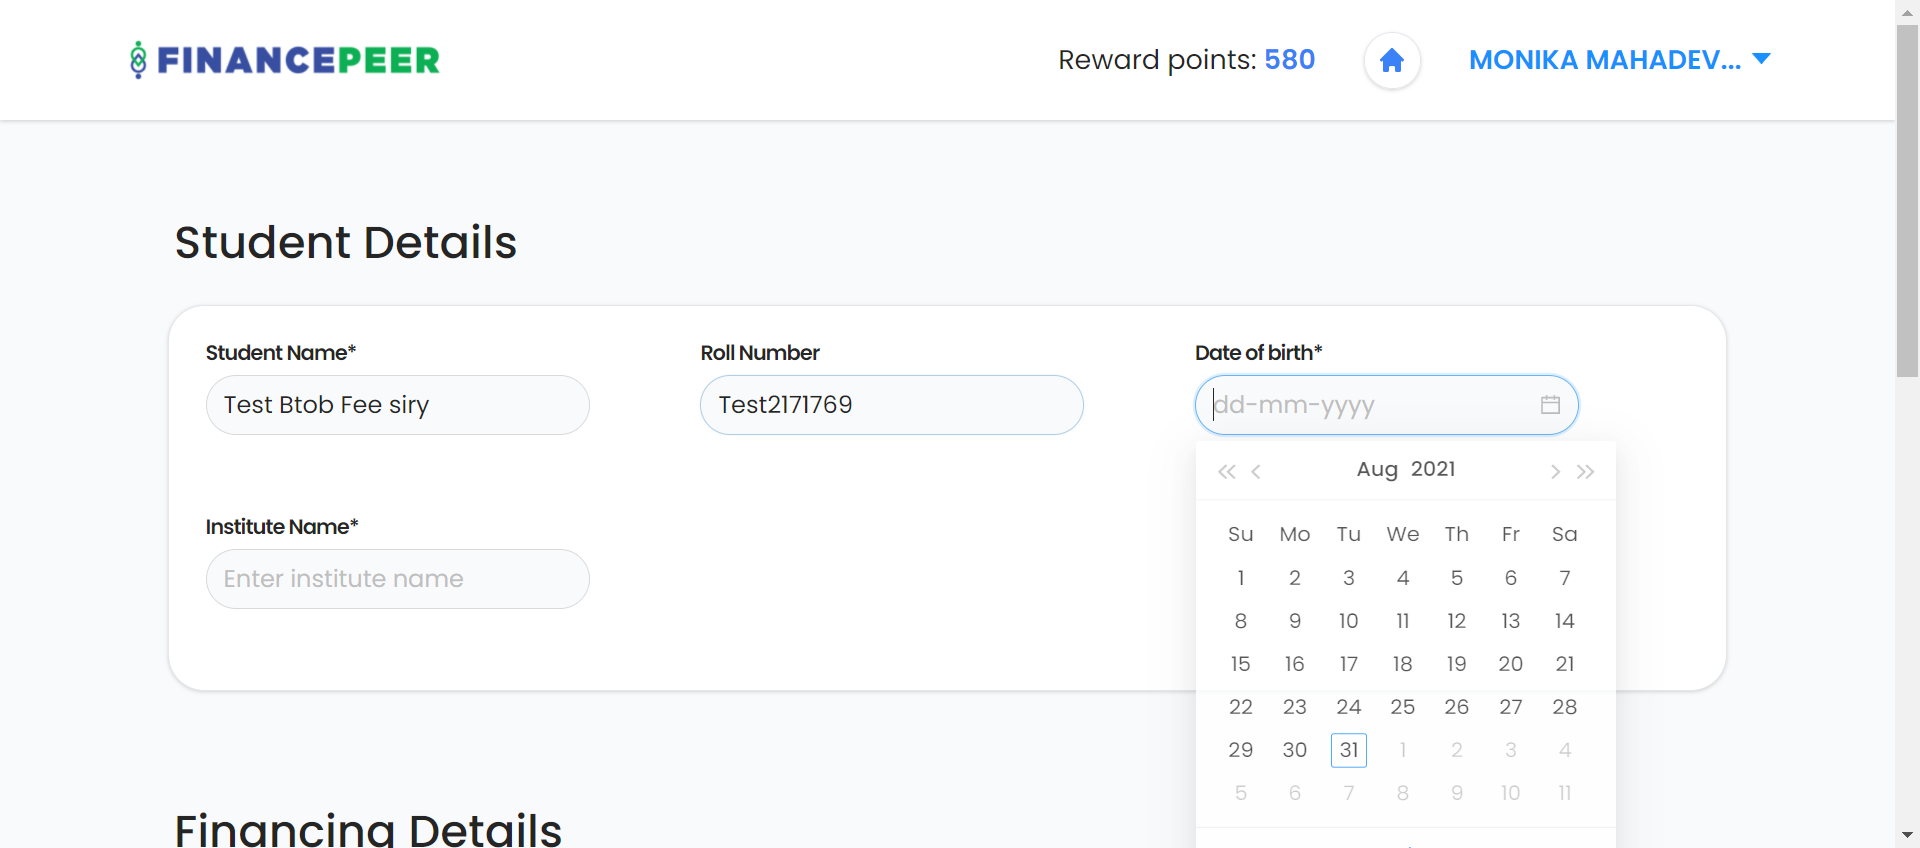 FINANCEPEER
Reward points: 580
MONIKA MAHADEV...
Student Details
Student Name*
Roll Number
Date of birth*
Test Btob Fee siry
Test2171769
dd-mm-yyyy
Aug 2021
Su Mo Tu We Th Fr Sa
1 2 3 4 5 6 7
8 9 10 11 12 13 14
15 16 17 18 19 20 21
22 23 24 25 26 27 28
29 30 31 1 2 3 4
5 6 7 8 9 10 11
Institute Name*
Enter institute name
Financing Details